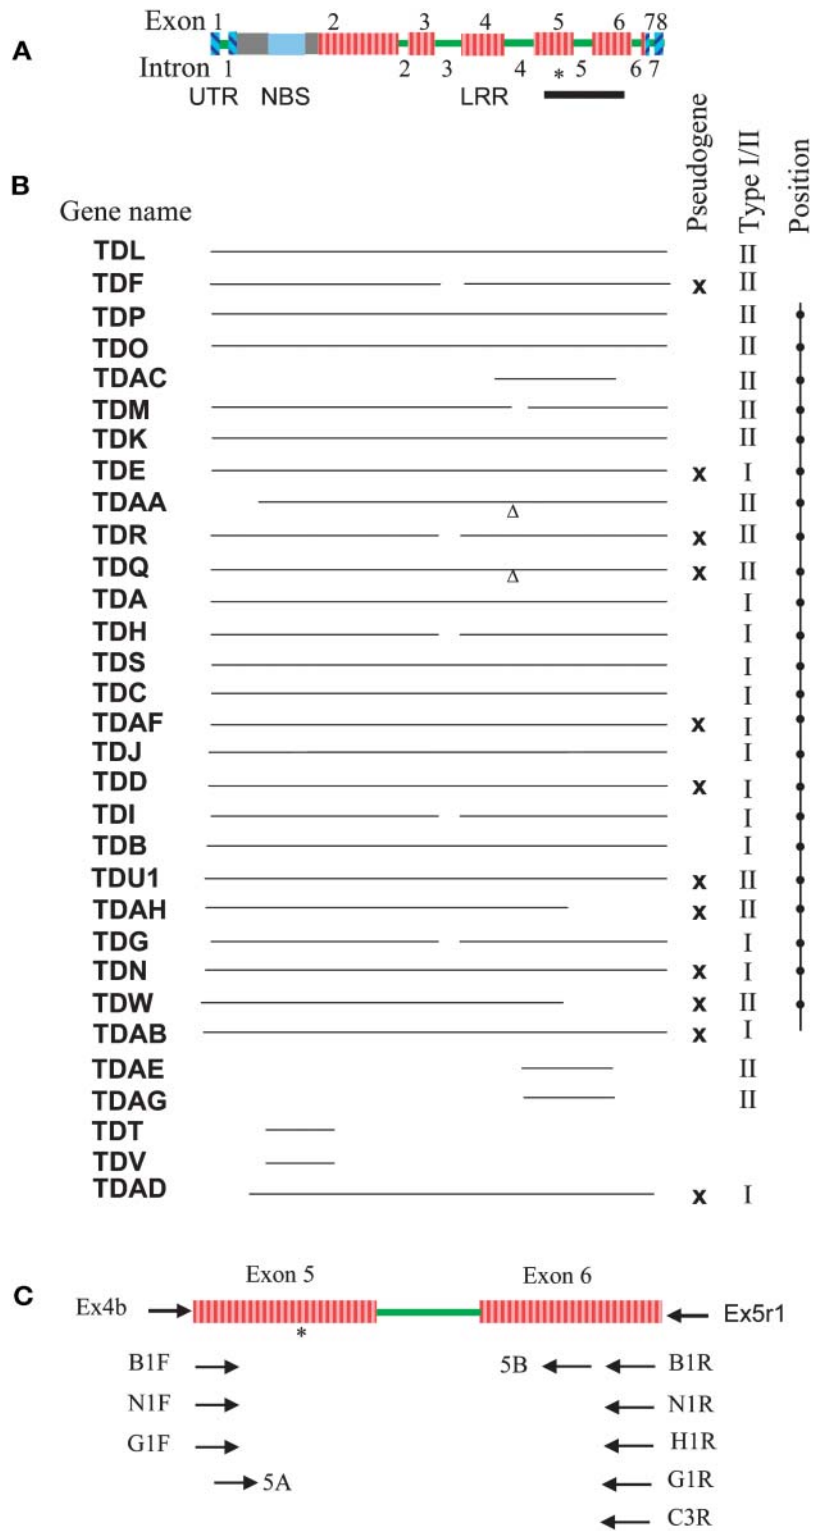 Exon 1 2 3 4 5 6 78
A
Intron 1 2 3 4 * 5 6 7
UTR NBS LRR
Pseudogene Type I/II Position
B
Gene name
TDL II
TDF x II
TDP II
TDO II
TDAC II
TDM II
TDK II
TDE x I
TDAA Δ II
TDR x II
TDQ Δ x II
TDA I
TDH I
TDS I
TDC I
TDAF x I
TDJ I
TDD x I
TDI I
TDB I
TDU1 x II
TDAH x II
TDG I
TDN x I
TDW x II
TDAB x I
TDAE II
TDAG II
TDT
TDV
TDAD x I
Exon 5 Exon 6
C
Ex4b Ex5r1
*
B1F 5B B1R
N1F N1R
G1F H1R
5A G1R
C3R